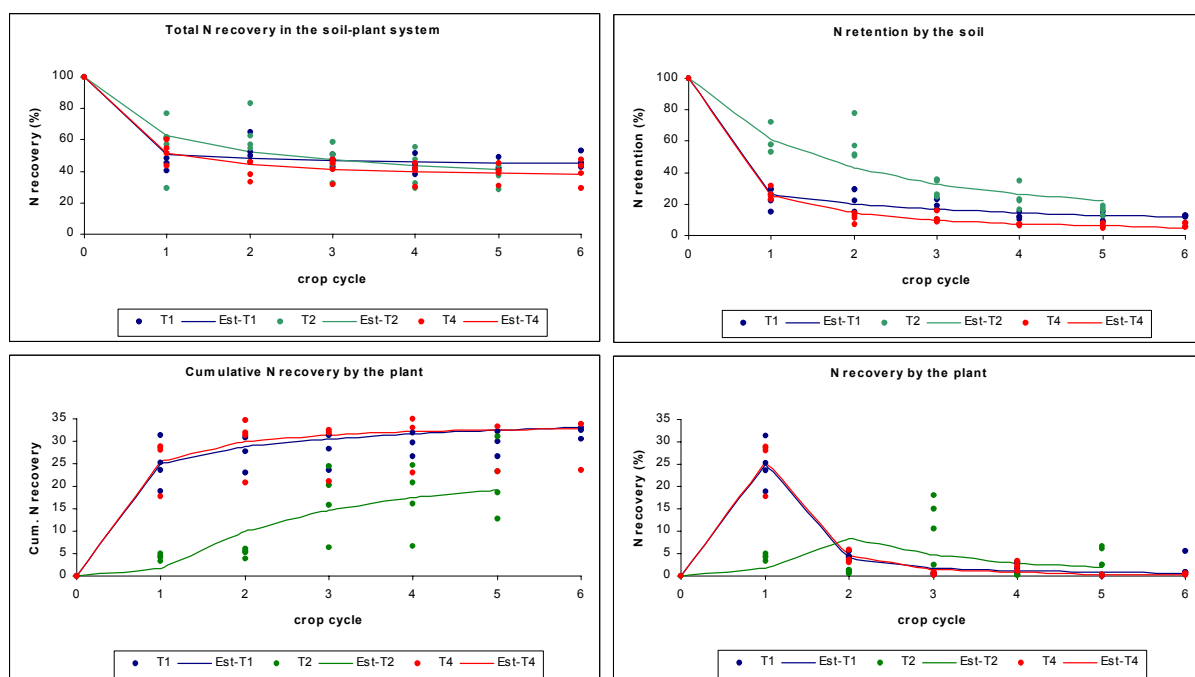 Total N recovery in the soil-plant system
N recovery (%)
100
80
60
40
20
0
0 1 2 3 4 5 6
crop cycle
T1 Est-T1 T2 Est-T2 T4 Est-T4
N retention by the soil
N retention (%)
100
80
60
40
20
0
0 1 2 3 4 5 6
crop cycle
T1 Est-T1 T2 Est-T2 T4 Est-T4
Cumulative N recovery by the plant
Cum. N recovery
35
30
25
20
15
10
5
0
0 1 2 3 4 5 6
crop cycle
T1 Est-T1 T2 Est-T2 T4 Est-T4
N recovery by the plant
N recovery (%)
35
30
25
20
15
10
5
0
0 1 2 3 4 5 6
crop cycle
T1 Est-T1 T2 Est-T2 T4 Est-T4